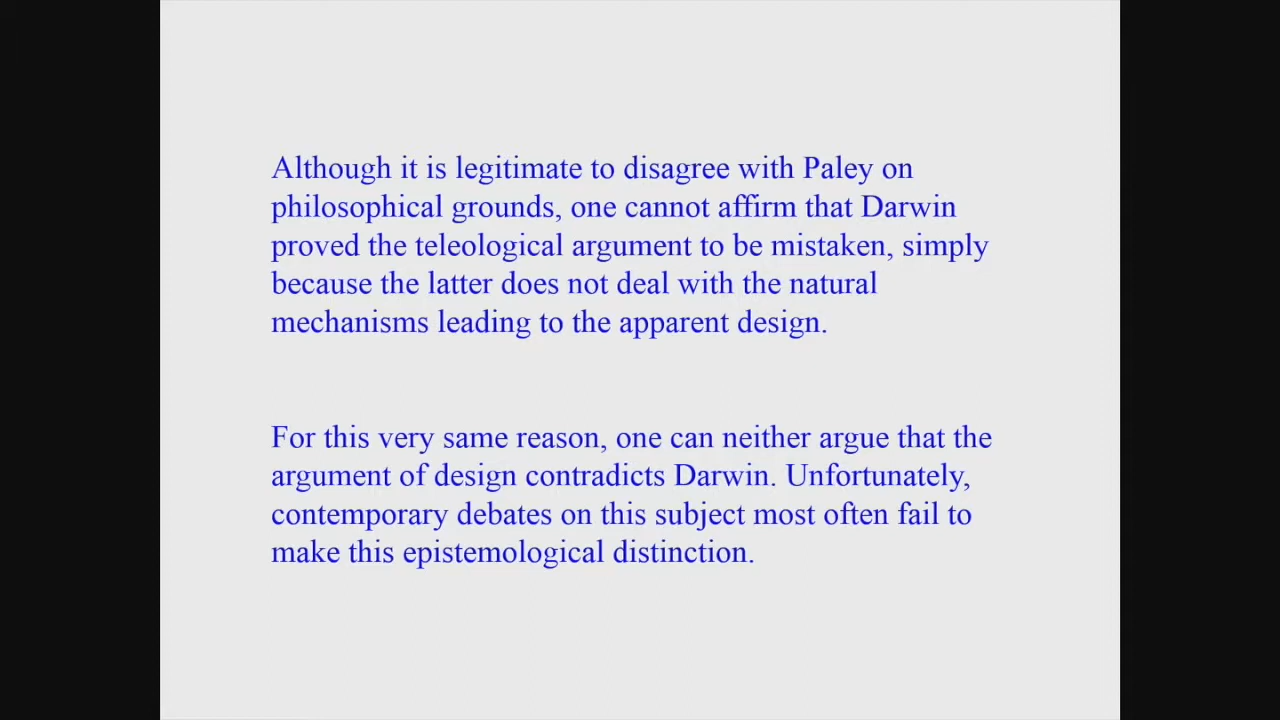 Although it is legitimate to disagree with Paley on
philosophical grounds, one cannot affirm that Darwin
proved the teleological argument to be mistaken, simply
because the latter does not deal with the natural
mechanisms leading to the apparent design.
For this very same reason, one can neither argue that the
argument of design contradicts Darwin. Unfortunately,
contemporary debates on this subject most often fail to
make this epistemological distinction.